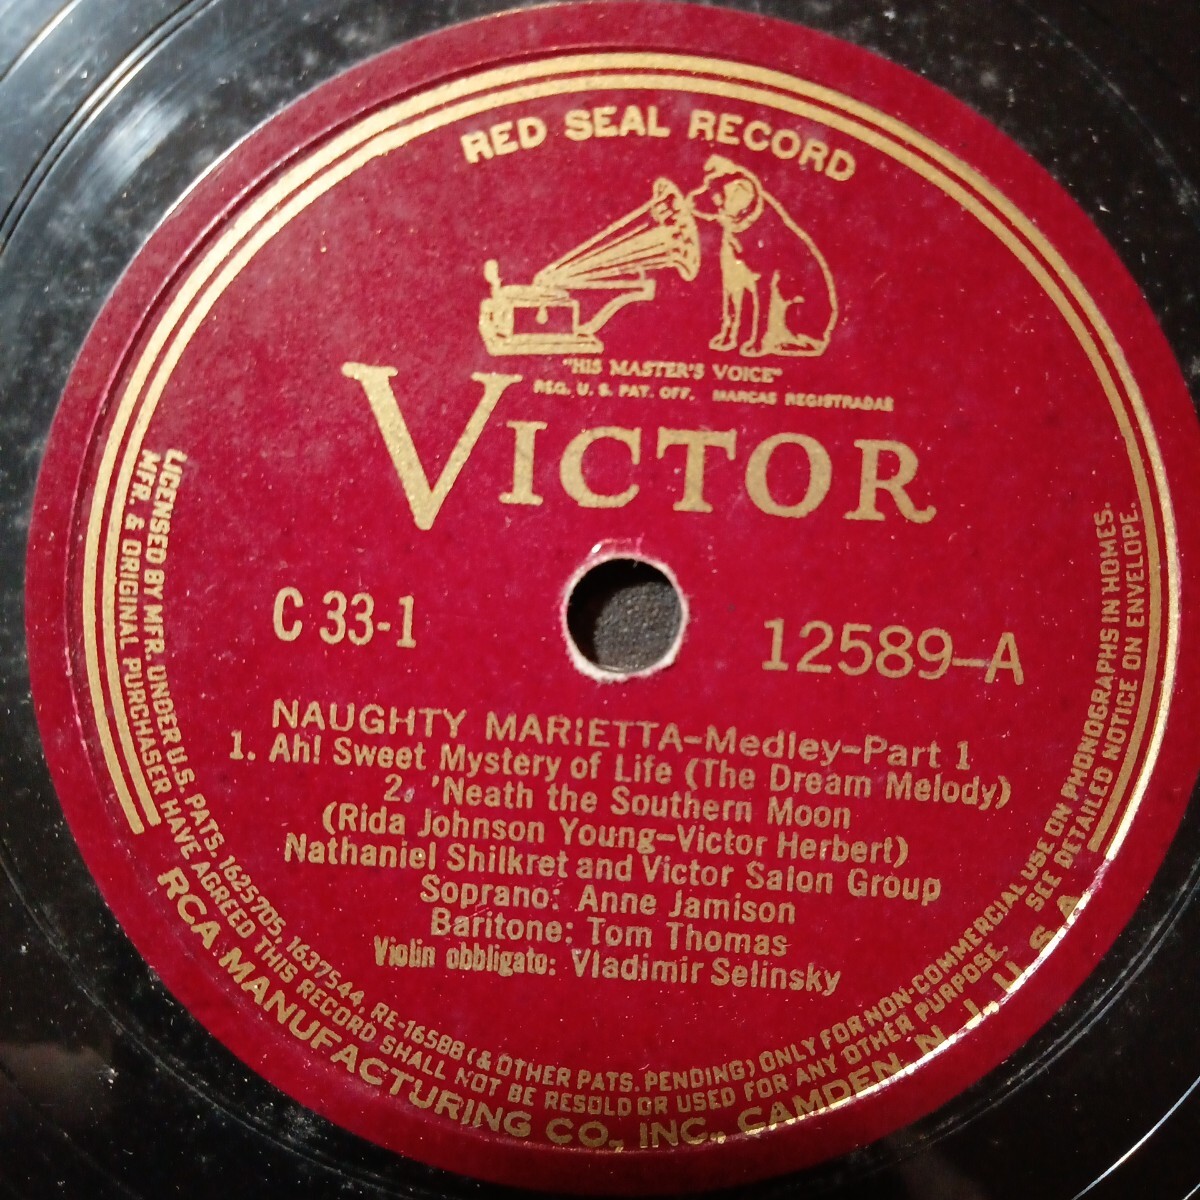 RED SEAL RECORD
"HIS MASTER'S VOICE"
REG. U. S. PAT. OFF. MARCAS REGISTRADAS
VICTOR
C 33-1
12589-A
NAUGHTY MARIETTA-Medley-Part 1
1. Ah! Sweet Mystery of Life (The Dream Melody)
2. 'Neath the Southern Moon
(Rida Johnson Young-Victor Herbert)
Nathaniel Shilkret and Victor Salon Group
Soprano: Anne Jamison
Baritone: Tom Thomas
Violin obbligato: Vladimir Selinsky
LICENSED BY MFR. UNDER U.S. PATS. 1625705, 1637544, RE-16588 (& OTHER PATS. PENDING) ONLY FOR NON-COMMERCIAL USE ON PHONOGRAPHS IN HOMES.
MFR. & ORIGINAL PURCHASER HAVE AGREED THIS RECORD SHALL NOT BE RESOLD OR USED FOR ANY OTHER PURPOSE. SEE DETAILED NOTICE ON ENVELOPE.
RCA MANUFACTURING CO., INC., CAMDEN, N. J., U. S. A.